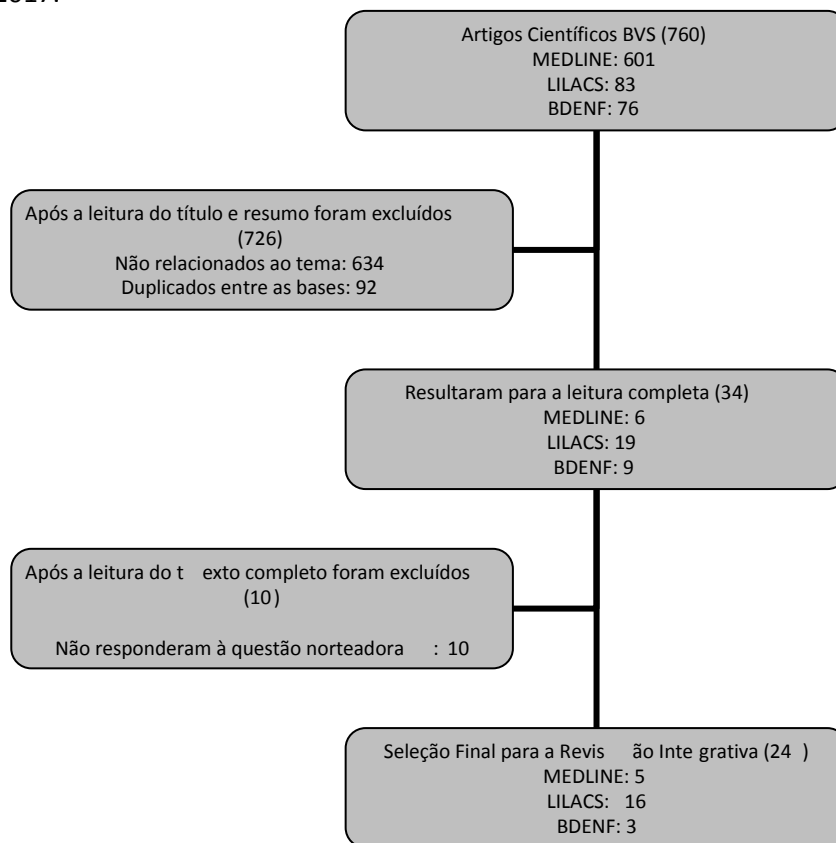 Artigos Científicos BVS (760)
MEDLINE: 601
LILACS: 83
BDENF: 76
Após a leitura do título e resumo foram excluídos
(726)
Não relacionados ao tema: 634
Duplicados entre as bases: 92
Resultaram para a leitura completa (34)
MEDLINE: 6
LILACS: 19
BDENF: 9
Após a leitura do t exto completo foram excluídos
(10)
Não responderam à questão norteadora : 10
Seleção Final para a Revis ão Inte grativa (24 )
MEDLINE: 5
LILACS: 16
BDENF: 3